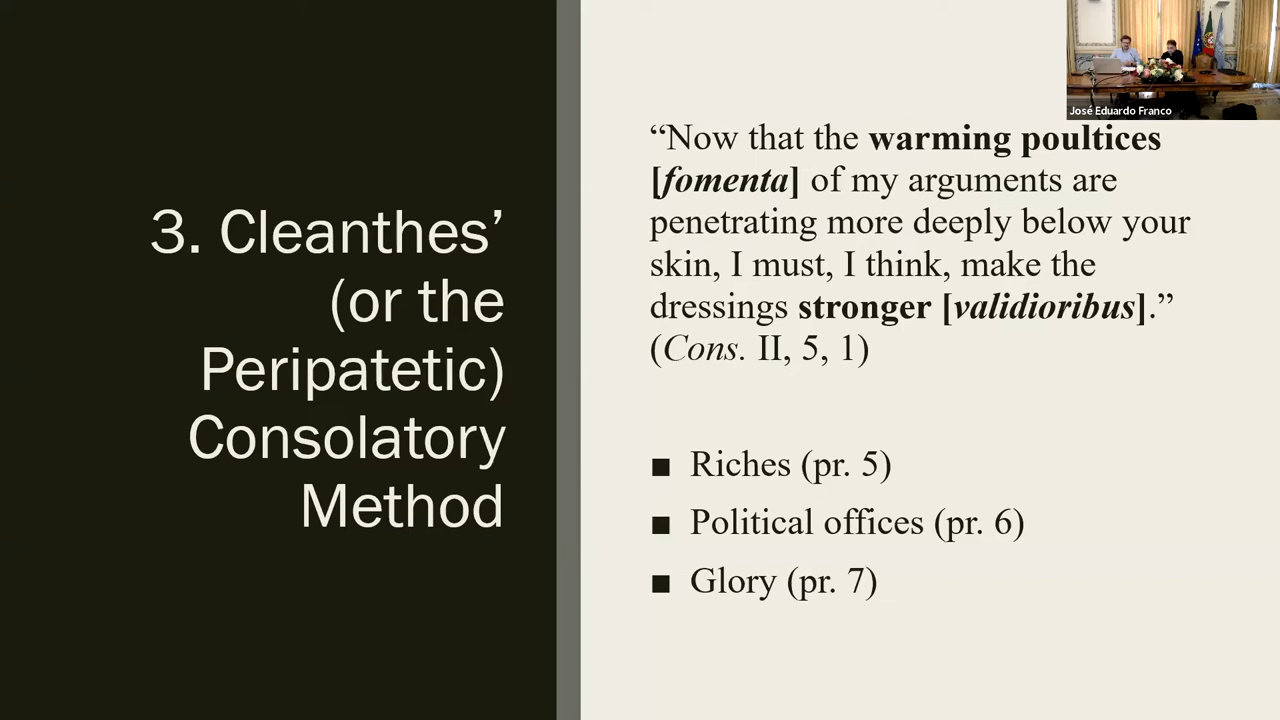 3. Cleanthes’
(or the
Peripatetic)
Consolatory
Method
José Eduardo Franco
“Now that the warming poultices
[fomenta] of my arguments are
penetrating more deeply below your
skin, I must, I think, make the
dressings stronger [validioribus].”
(Cons. II, 5, 1)
■ Riches (pr. 5)
■ Political offices (pr. 6)
■ Glory (pr. 7)